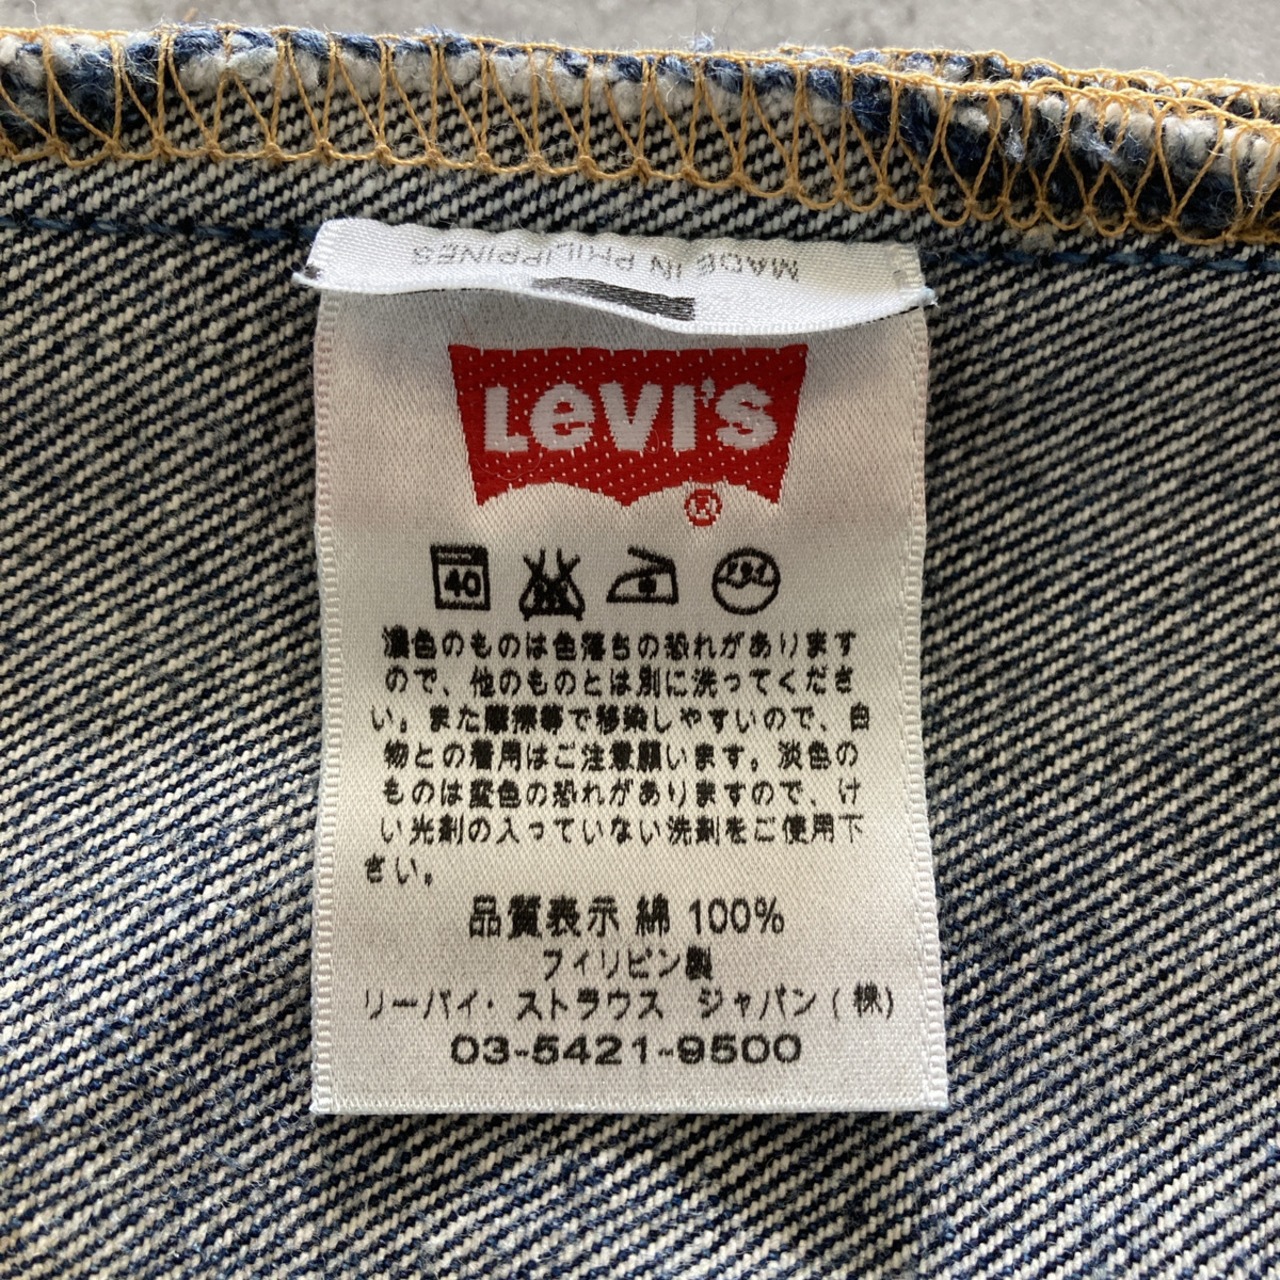 MADE IN PHILIPPINES
LEVI'S
®
40
濃色のものは色落ちの恐れがあります
ので、他のものとは別に洗ってくださ
い。また摩擦等で移染しやすいので、白
物との着用はご注意願います。淡色の
ものは変色の恐れがありますので、け
い光剤の入っていない洗剤をご使用下
さい。
品質表示 綿 100%
フィリピン製
リーバイ・ストラウス ジャパン(株)
03-5421-9500